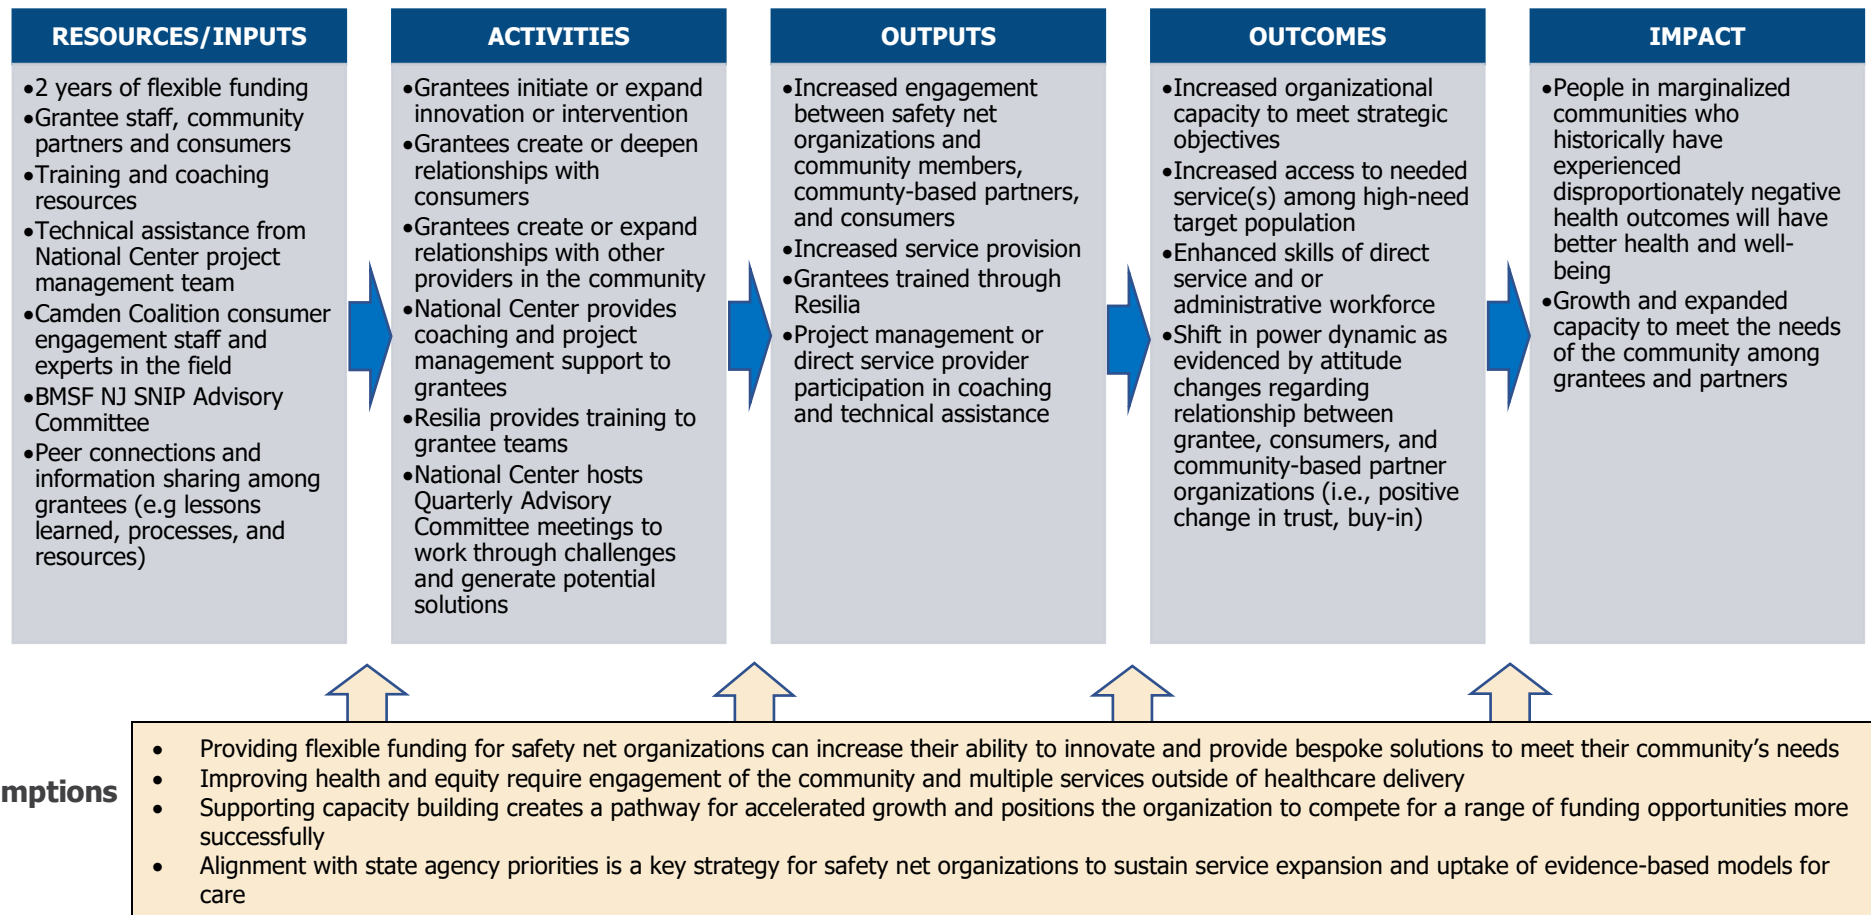 RESOURCES/INPUTS
•2 years of flexible funding
•Grantee staff, community
partners and consumers
•Training and coaching
resources
•Technical assistance from
National Center project
management team
•Camden Coalition consumer
engagement staff and
experts in the field
•BMSF NJ SNIP Advisory
Committee
•Peer connections and
information sharing among
grantees (e.g lessons
learned, processes, and
resources)
ACTIVITIES
•Grantees initiate or expand
innovation or intervention
•Grantees create or deepen
relationships with
consumers
•Grantees create or expand
relationships with other
providers in the community
•National Center provides
coaching and project
management support to
grantees
•Resilia provides training to
grantee teams
•National Center hosts
Quarterly Advisory
Committee meetings to
work through challenges
and generate potential
solutions
OUTPUTS
•Increased engagement
between safety net
organizations and
community members,
communty-based partners,
and consumers
•Increased service provision
•Grantees trained through
Resilia
•Project management or
direct service provider
participation in coaching
and technical assistance
OUTCOMES
•Increased organizational
capacity to meet strategic
objectives
•Increased access to needed
service(s) among high-need
target population
•Enhanced skills of direct
service and or
administrative workforce
•Shift in power dynamic as
evidenced by attitude
changes regarding
relationship between
grantee, consumers, and
community-based partner
organizations (i.e., positive
change in trust, buy-in)
IMPACT
•People in marginalized
communities who
historically have
experienced
disproportionately negative
health outcomes will have
better health and well-
being
•Growth and expanded
capacity to meet the needs
of the community among
grantees and partners
mptions
• Providing flexible funding for safety net organizations can increase their ability to innovate and provide bespoke solutions to meet their community’s needs
• Improving health and equity require engagement of the community and multiple services outside of healthcare delivery
• Supporting capacity building creates a pathway for accelerated growth and positions the organization to compete for a range of funding opportunities more
successfully
• Alignment with state agency priorities is a key strategy for safety net organizations to sustain service expansion and uptake of evidence-based models for
care